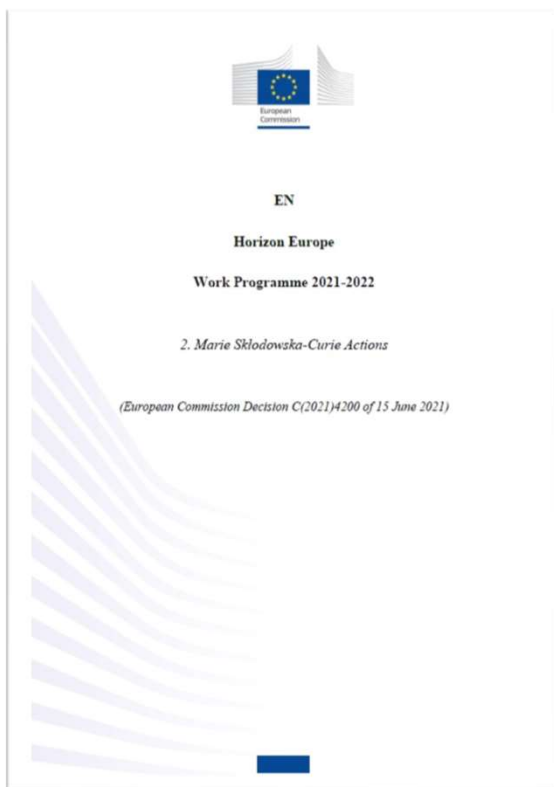 European
Commission
EN
Horizon Europe
Work Programme 2021-2022
2. Marie Skłodowska-Curie Actions
(European Commission Decision C(2021)4200 of 15 June 2021)